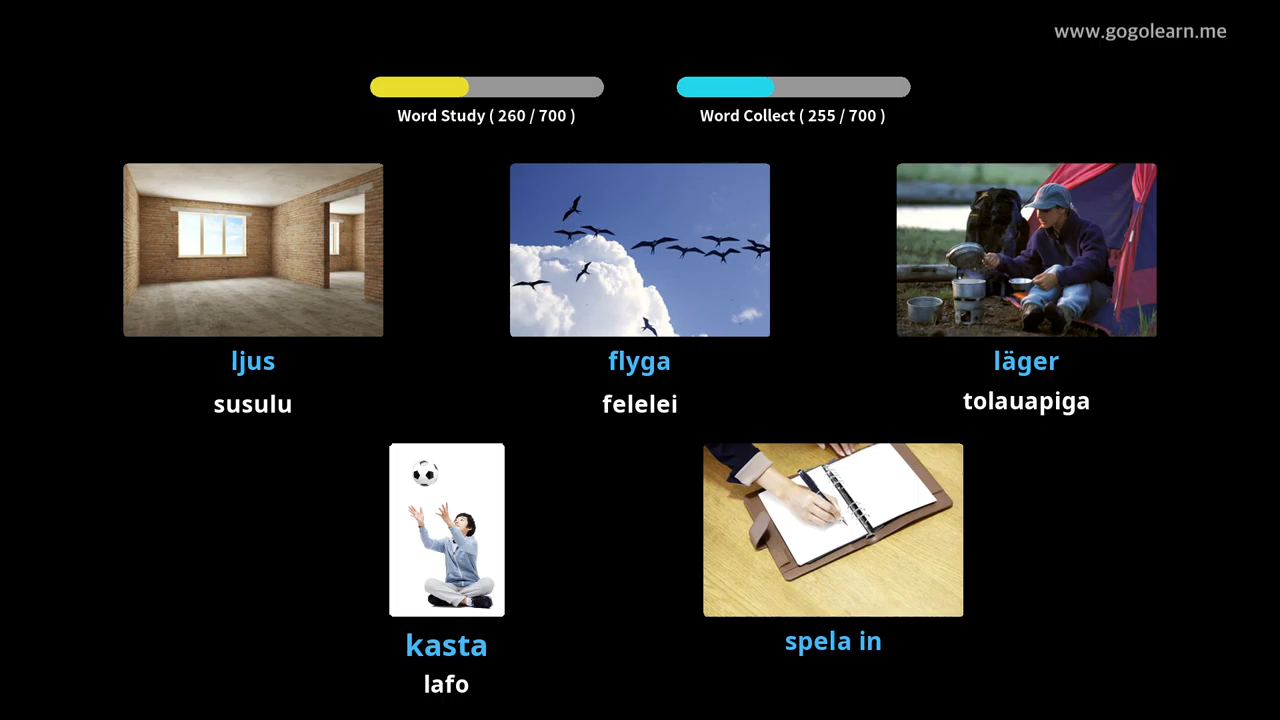 www.gogolearn.me
Word Study ( 260 / 700 )
Word Collect ( 255 / 700 )
ljus
flyga
läger
susulu
felelei
tolauapiga
kasta
spela in
lafo